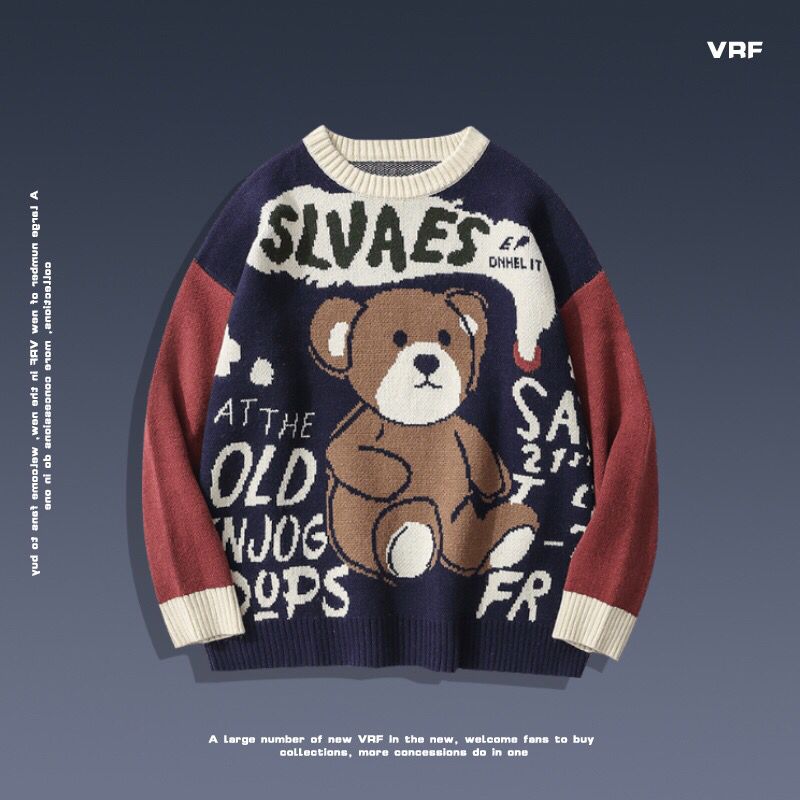 VRF
SLVAES
EP
DNHEL IT
AT THE
OLD
NJOG
OOPS
SA
21ST
I
FR
A large number of new VRF in the new, welcome fans to buy
collections, more concessions do in one
A large number of new VRF in the new, welcome fans to buy
collections, more concessions do in one